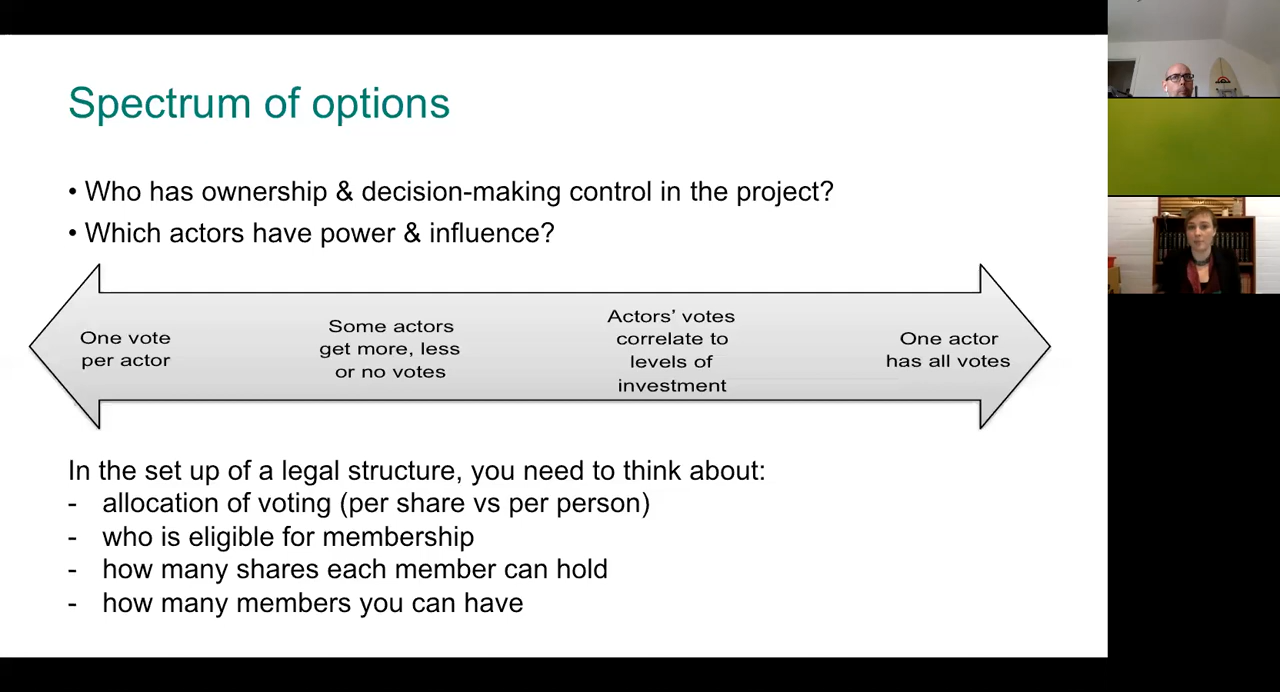 Spectrum of options
• Who has ownership & decision-making control in the project?
• Which actors have power & influence?
One vote
per actor
Some actors
get more, less
or no votes
Actors' votes
correlate to
levels of
investment
One actor
has all votes
In the set up of a legal structure, you need to think about:
- allocation of voting (per share vs per person)
- who is eligible for membership
- how many shares each member can hold
- how many members you can have